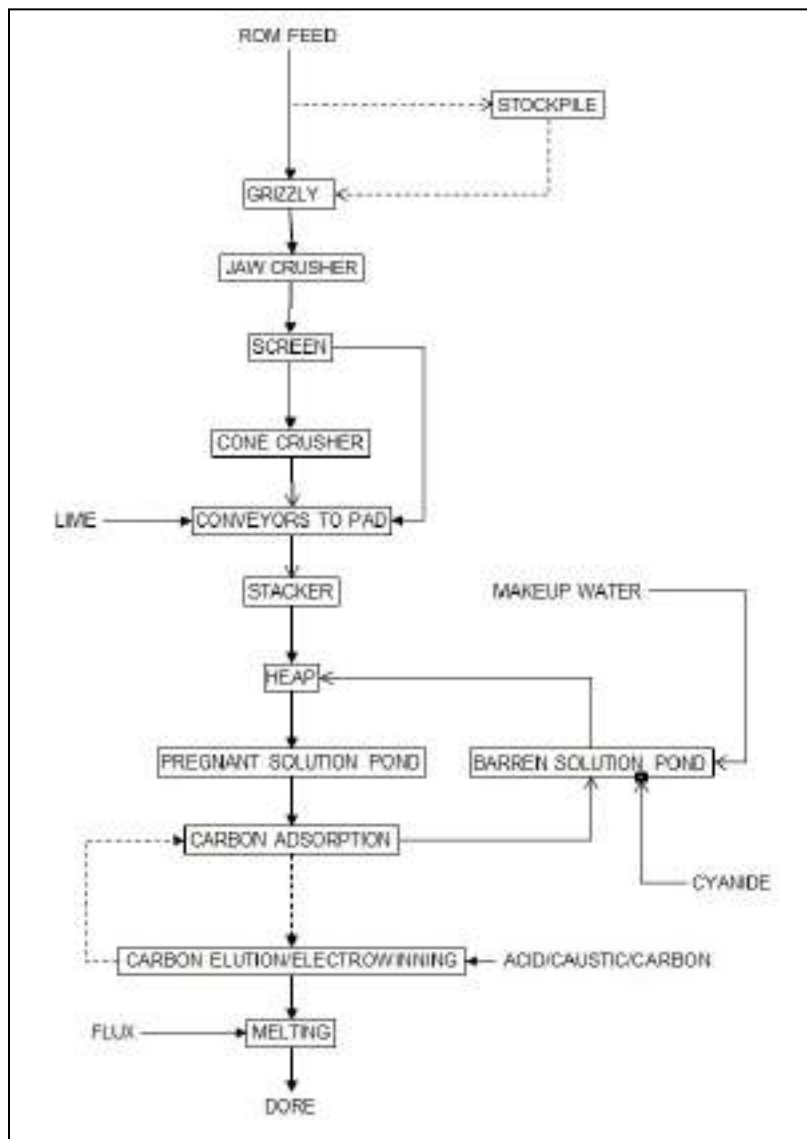 ROM FEED
STOCKPILE
GRIZZLY
JAW CRUSHER
SCREEN
CONE CRUSHER
LIME
CONVEYORS TO PAD
STACKER
MAKEUP WATER
HEAP
PREGNANT SOLUTION POND
BARREN SOLUTION POND
CARBON ADSORPTION
CYANIDE
CARBON ELUTION/ELECTROWINNING
ACID/CAUSTIC/CARBON
FLUX
MELTING
DORE